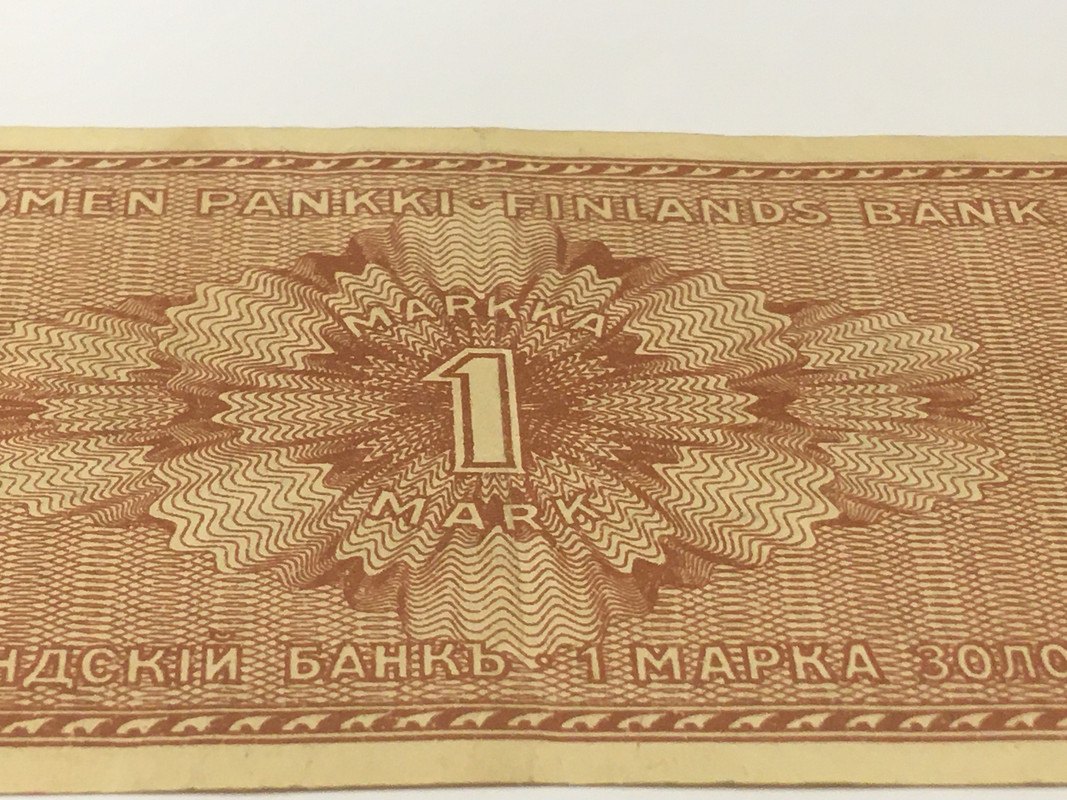 OMEN PANKKI · FINLANDS BANK
MARKKA
1
MARK
НДСКІЙ БАНКЪ · 1 МАРКА ЗОЛО